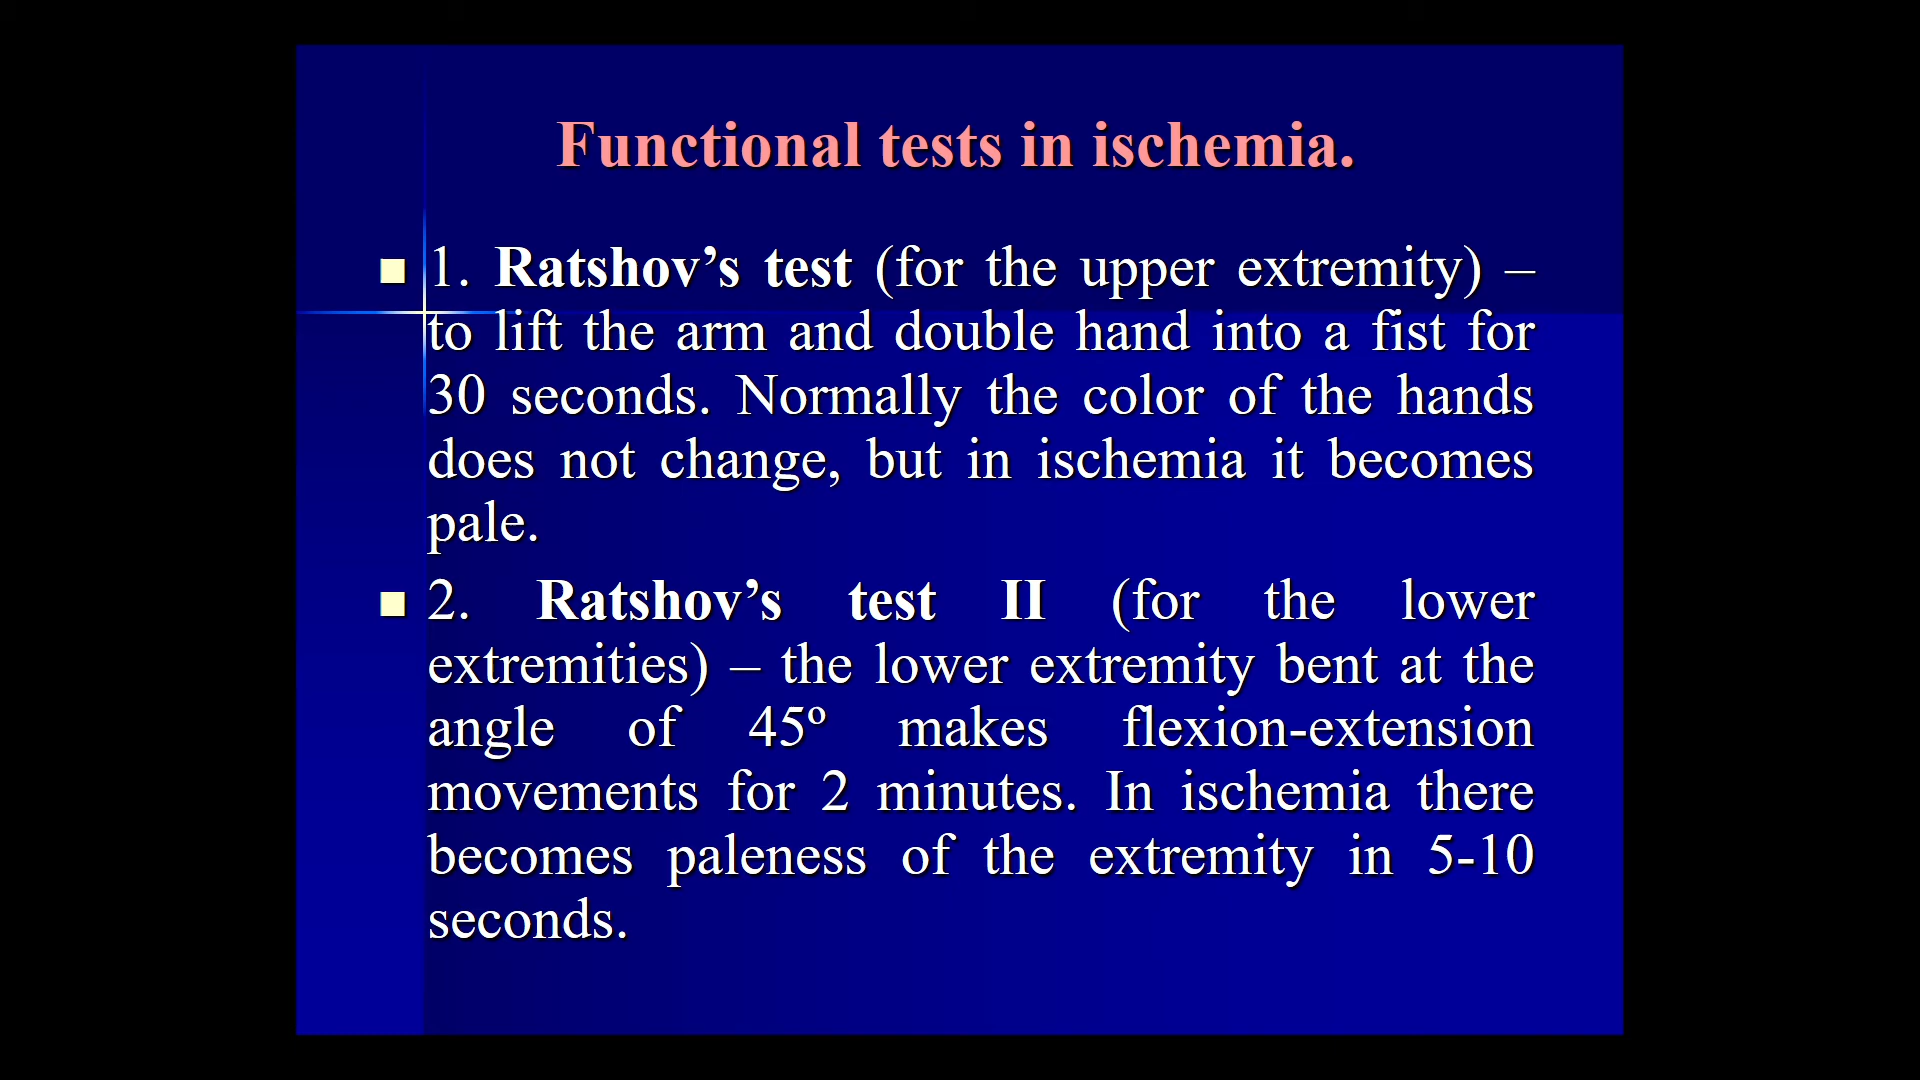 Functional tests in ischemia.
1. Ratshov’s test (for the upper extremity) –
to lift the arm and double hand into a fist for
30 seconds. Normally the color of the hands
does not change, but in ischemia it becomes
pale.
2. Ratshov’s test II (for the lower
extremities) – the lower extremity bent at the
angle of 45º makes flexion-extension
movements for 2 minutes. In ischemia there
becomes paleness of the extremity in 5-10
seconds.